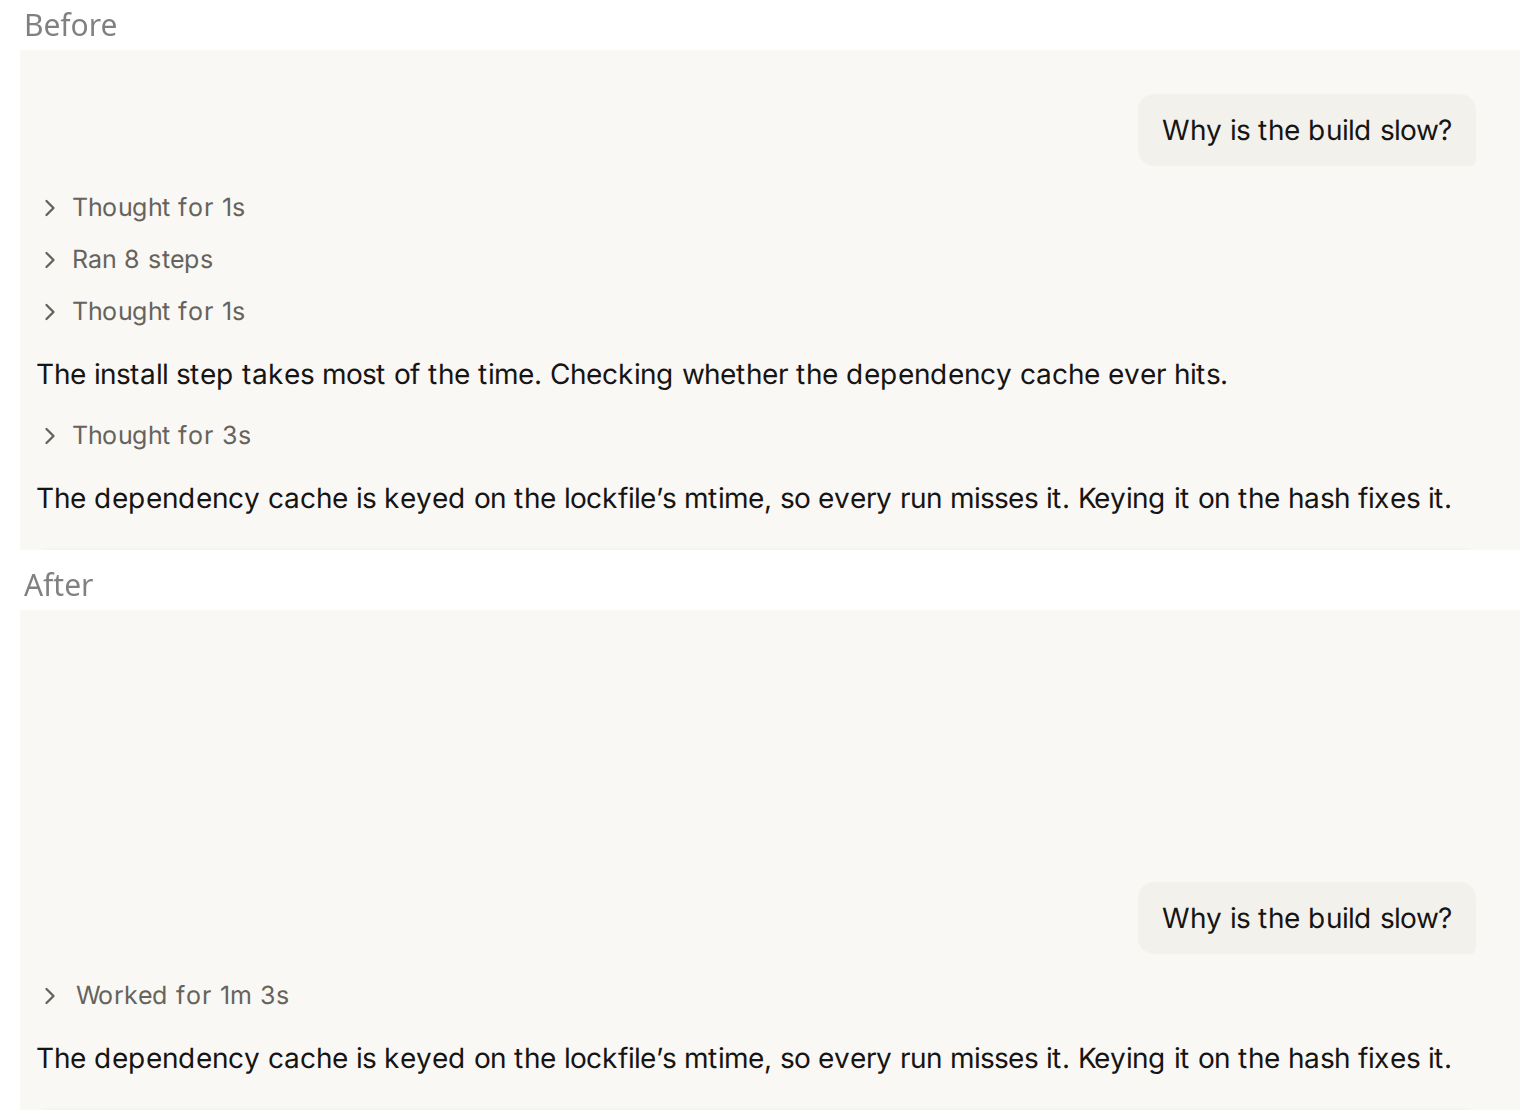 Before
Why is the build slow?
Thought for 1s
Ran 8 steps
Thought for 1s
The install step takes most of the time. Checking whether the dependency cache ever hits.
Thought for 3s
The dependency cache is keyed on the lockfile’s mtime, so every run misses it. Keying it on the hash fixes it.
After
Why is the build slow?
Worked for 1m 3s
The dependency cache is keyed on the lockfile’s mtime, so every run misses it. Keying it on the hash fixes it.